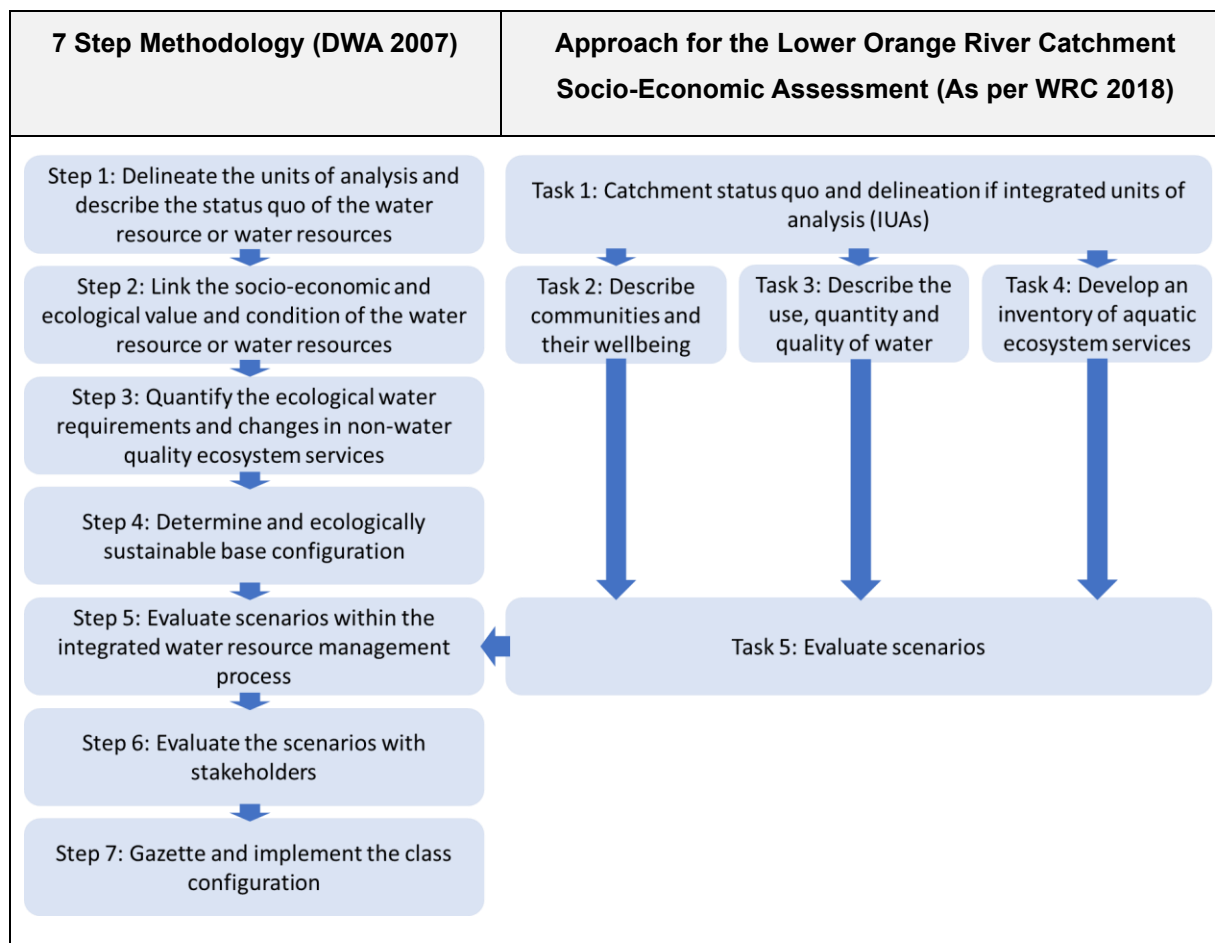 7 Step Methodology (DWA 2007)
Approach for the Lower Orange River Catchment
Socio-Economic Assessment (As per WRC 2018)
Step 1: Delineate the units of analysis and
describe the status quo of the water
resource or water resources
Step 2: Link the socio-economic and
ecological value and condition of the water
resource or water resources
Step 3: Quantify the ecological water
requirements and changes in non-water
quality ecosystem services
Step 4: Determine and ecologically
sustainable base configuration
Step 5: Evaluate scenarios within the
integrated water resource management
process
Step 6: Evaluate the scenarios with
stakeholders
Step 7: Gazette and implement the class
configuration
Task 1: Catchment status quo and delineation if integrated units of
analysis (IUAs)
Task 2: Describe
communities and
their wellbeing
Task 3: Describe the
use, quantity and
quality of water
Task 4: Develop an
inventory of aquatic
ecosystem services
Task 5: Evaluate scenarios